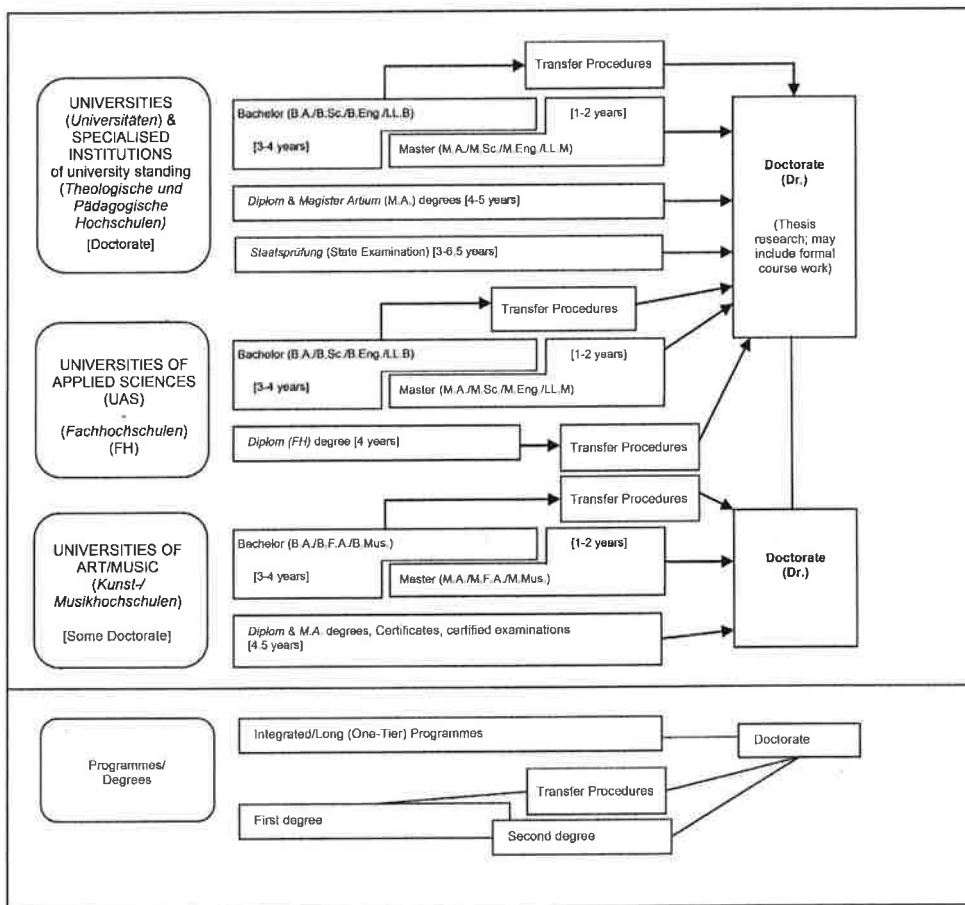 Transfer Procedures
UNIVERSITIES
(Universitäten) &
SPECIALISED
INSTITUTIONS
of university standing
(Theologische und
Pädagogische
Hochschulen)
[Doctorate]
Bachelor (B.A./B.Sc./B.Eng./LL.B)
[3-4 years]
[1-2 years]
Master (M.A./M.Sc./M.Eng./LL.M)
Diplom & Magister Artium (M.A.) degrees [4-5 years]
Staatsprüfung (State Examination) [3-6.5 years]
Doctorate
(Dr.)
(Thesis
research; may
include formal
course work)
Transfer Procedures
UNIVERSITIES OF
APPLIED SCIENCES
(UAS)
-
(Fachhochschulen)
(FH)
Bachelor (B.A./B.Sc./B.Eng./LL.B)
[3-4 years]
[1-2 years]
Master (M.A./M.Sc./M.Eng./LL.M)
Diplom (FH) degree [4 years]
Transfer Procedures
Transfer Procedures
UNIVERSITIES OF
ART/MUSIC
(Kunst-/
Musikhochschulen)
[Some Doctorate]
Bachelor (B.A./B.F.A./B.Mus.)
[3-4 years]
[1-2 years]
Master (M.A./M.F.A./M.Mus.)
Diplom & M.A. degrees, Certificates, certified examinations
[4.5 years]
Doctorate
(Dr.)
Programmes/
Degrees
Integrated/Long (One-Tier) Programmes
Doctorate
Transfer Procedures
First degree
Second degree